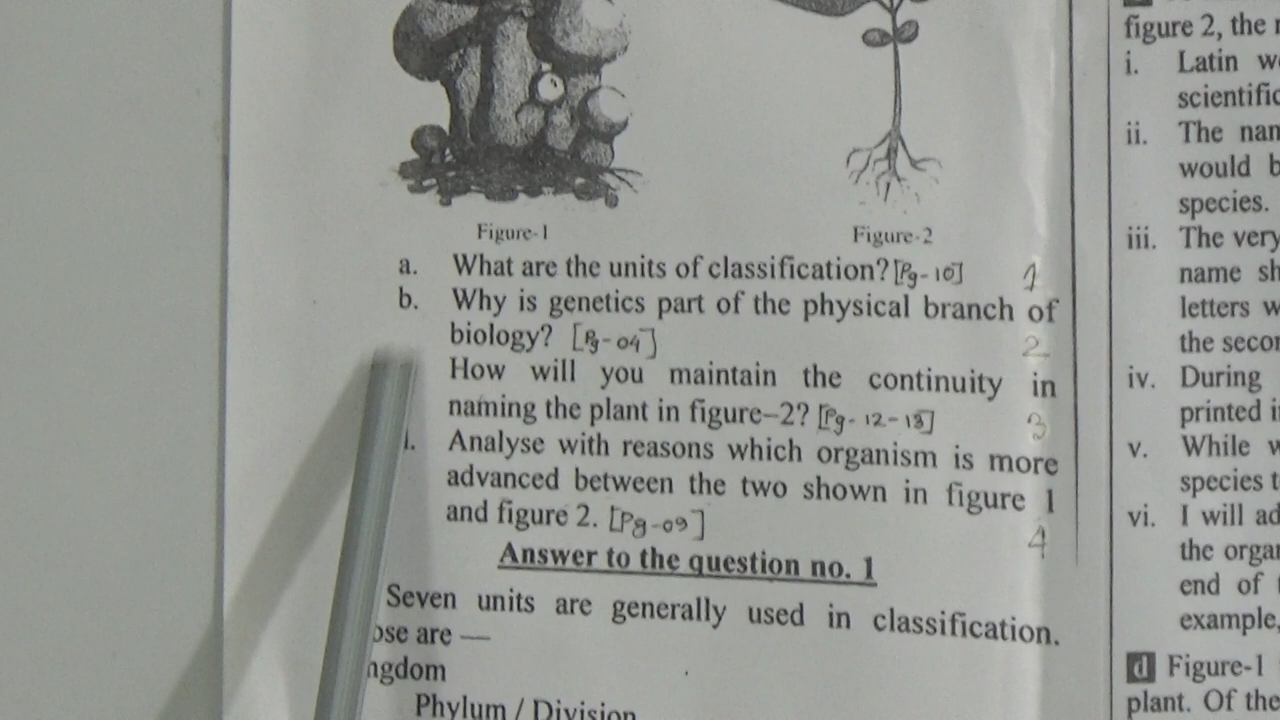 Figure-1
Figure-2
a. What are the units of classification? [Pg-10] 1
b. Why is genetics part of the physical branch of
biology? [Pg-04] 2
How will you maintain the continuity in
naming the plant in figure-2? [Pg-12-13] 3
Analyse with reasons which organism is more
advanced between the two shown in figure 1
and figure 2. [Pg-09] 4
Answer to the question no. 1
Seven units are generally used in classification.
ose are —
ngdom
Phylum / Division
figure 2, the
i. Latin
scientific
ii. The
would
species.
iii. The very
name
letters
the
iv. During
printed
v. While
species
vi. I will
the
end of
example,
d Figure-1
plant. Of the